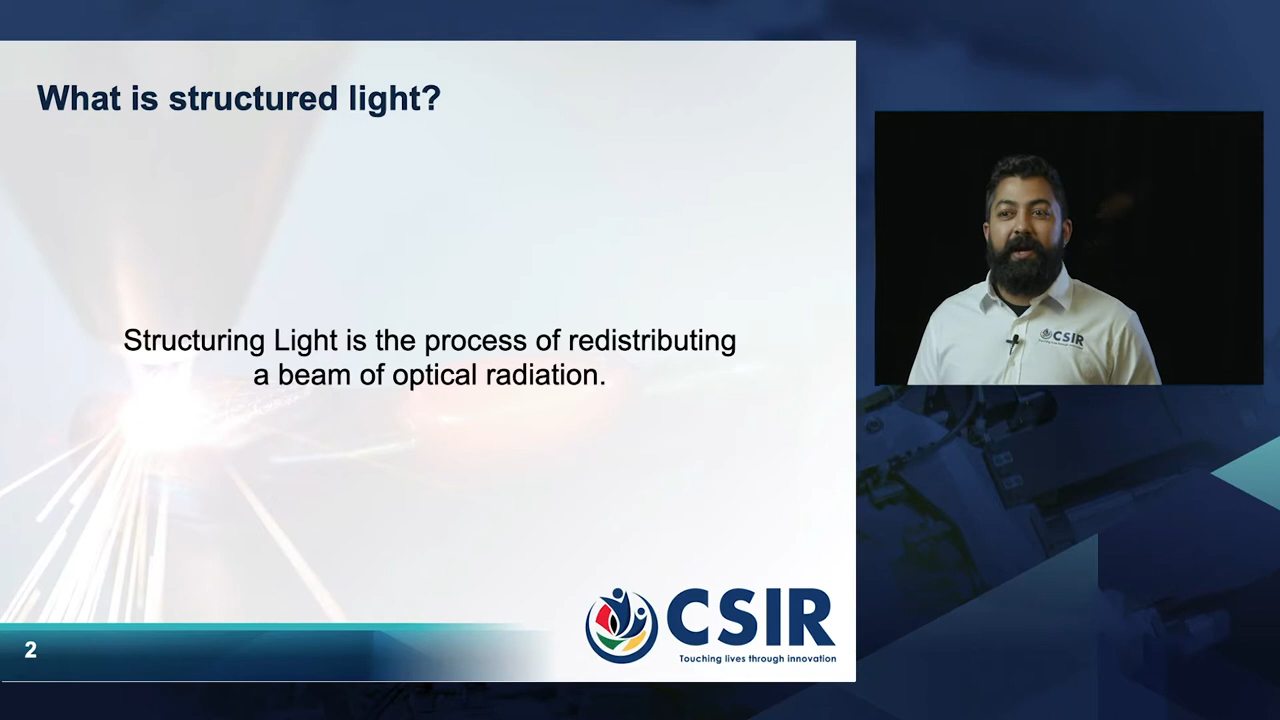 What is structured light?
Structuring Light is the process of redistributing
a beam of optical radiation.
2
CSIR
Touching lives through innovation
CSIR